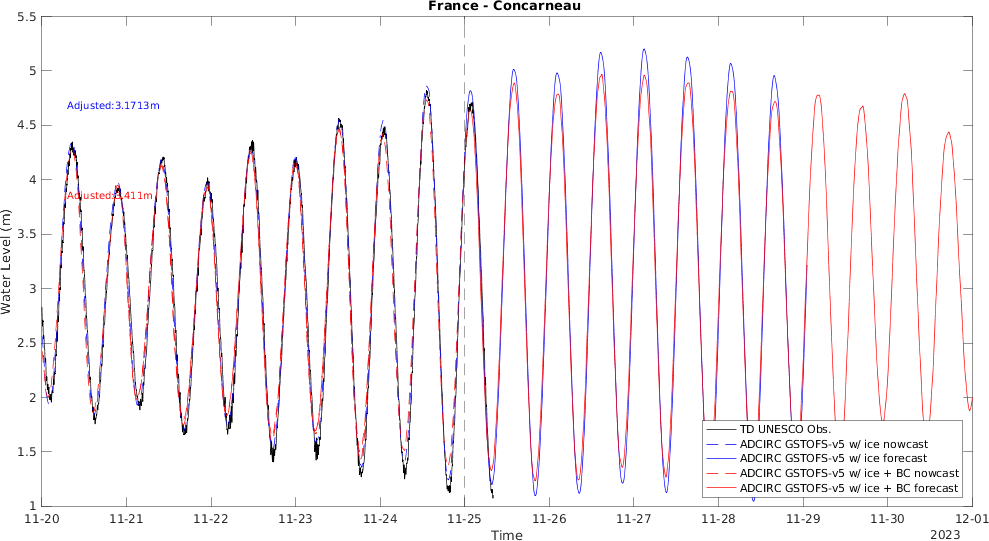 France - Concarneau
5.5
5
4.5
4
3.5
3
2.5
2
1.5
1
Water Level (m)
Adjusted:3.1713m
Adjusted:3.1411m
TD UNESCO Obs.
ADCIRC GSTOFS-v5 w/ ice nowcast
ADCIRC GSTOFS-v5 w/ ice forecast
ADCIRC GSTOFS-v5 w/ ice + BC nowcast
ADCIRC GSTOFS-v5 w/ ice + BC forecast
11-20 11-21 11-22 11-23 11-24 11-25 11-26 11-27 11-28 11-29 11-30 12-01
Time
2023